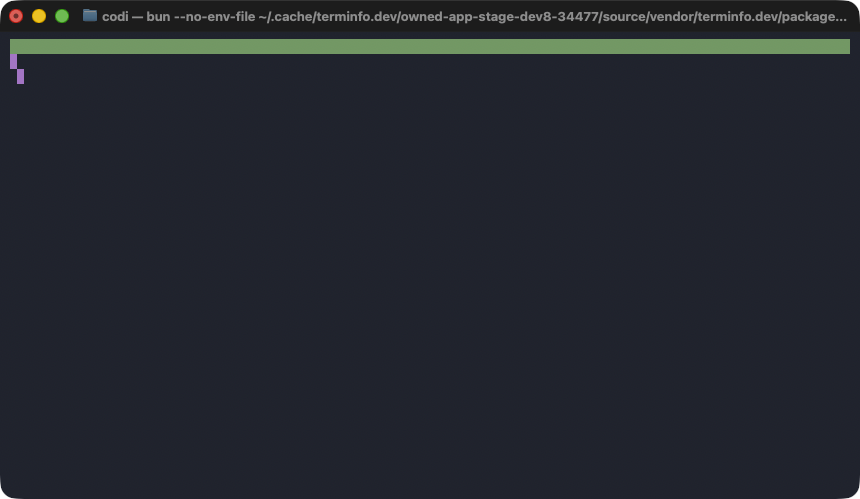 codi — bun --no-env-file ~/.cache/terminfo.dev/owned-app-stage-dev8-34477/source/vendor/terminfo.dev/package...